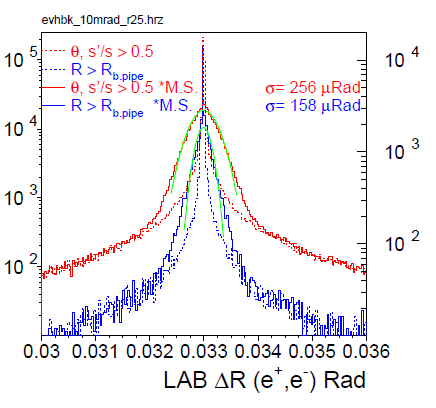 evhbk_10mrad_r25.hrz
θ, s'/s > 0.5
R > R_b.pipe
θ, s'/s > 0.5 *M.S. σ= 256 μRad
R > R_b.pipe *M.S. σ= 158 μRad
10^5
10^4
10^3
10^2
10^4
10^3
10^2
0.03 0.031 0.032 0.033 0.034 0.035 0.036
LAB ΔR (e^+,e^-) Rad